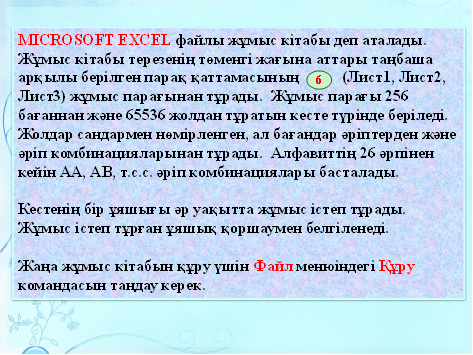 MICROSOFT EXCEL файлы жұмыс кітабы деп аталады.
Жұмыс кітабы терезенің төменгі жағына аттары таңбаша
арқылы берілген парақ қаттамасының 6 (Лист1, Лист2,
Лист3) жұмыс парағынан тұрады. Жұмыс парағы 256
бағаннан және 65536 жолдан тұратын кесте түрінде беріледі.
Жолдар сандармен нөмірленген, ал бағандар әріптерден және
әріп комбинацияларынан тұрады. Алфавиттің 26 әрпінен
кейін АА, АВ, т.с.с. әріп комбинациялары басталады.
Кестенің бір ұяшығы әр уақытта жұмыс істеп тұрады.
Жұмыс істеп тұрған ұяшық қоршаумен белгіленеді.
Жаңа жұмыс кітабын құру үшін Файл менюіндегі Құру
командасын таңдау керек.